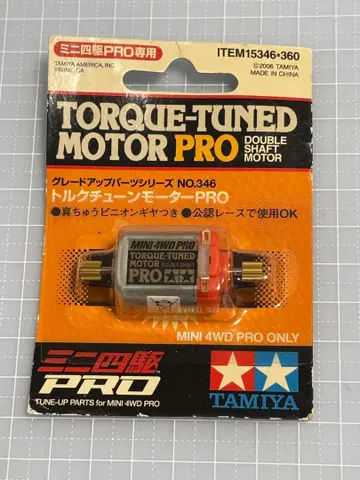 ミニ四駆PRO専用
ITEM15346•360
TAMIYA AMERICA, INC.
IRVINE, CA
©2006 TAMIYA
MADE IN CHINA
TORQUE-TUNED
MOTOR PRO DOUBLE SHAFT MOTOR
グレードアップパーツシリーズ NO.346
トルクチューンモーターPRO
●真ちゅうピニオンギヤつき ●公認レースで使用OK
MINI 4WD PRO
TORQUE-TUNED
MOTOR DOUBLE SHAFT
PRO
MINI 4WD PRO ONLY
ミニ四駆
PRO
TUNE-UP PARTS for MINI 4WD PRO
TAMIYA